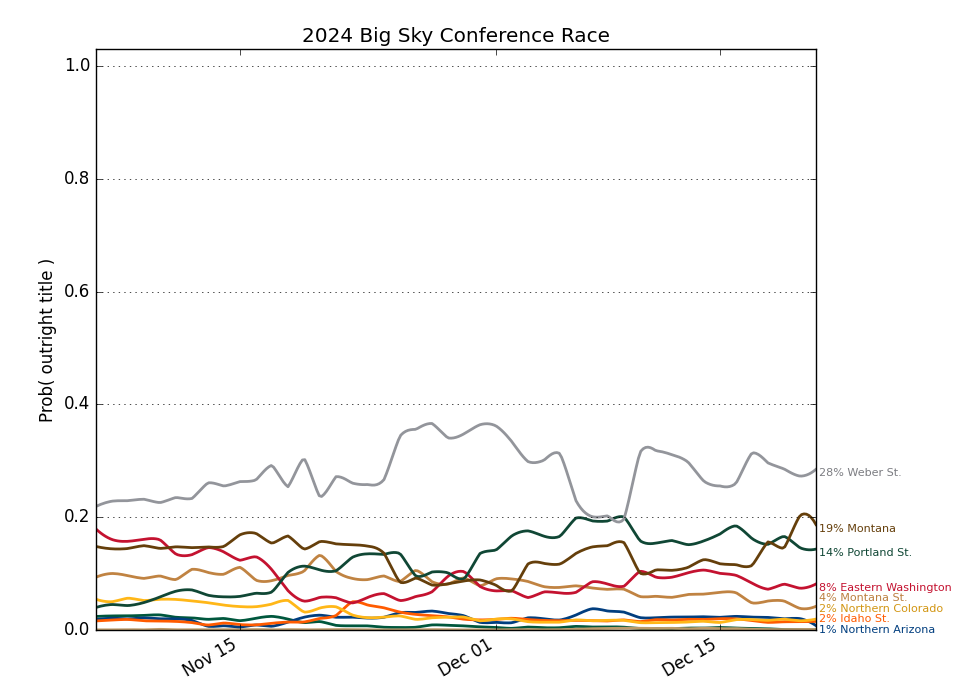 2024 Big Sky Conference Race
Prob( outright title )
1.0
0.8
0.6
0.4
0.2
0.0
Nov 15
Dec 01
Dec 15
28% Weber St.
19% Montana
14% Portland St.
8% Eastern Washington
4% Montana St.
2% Northern Colorado
2% Idaho St.
1% Northern Arizona